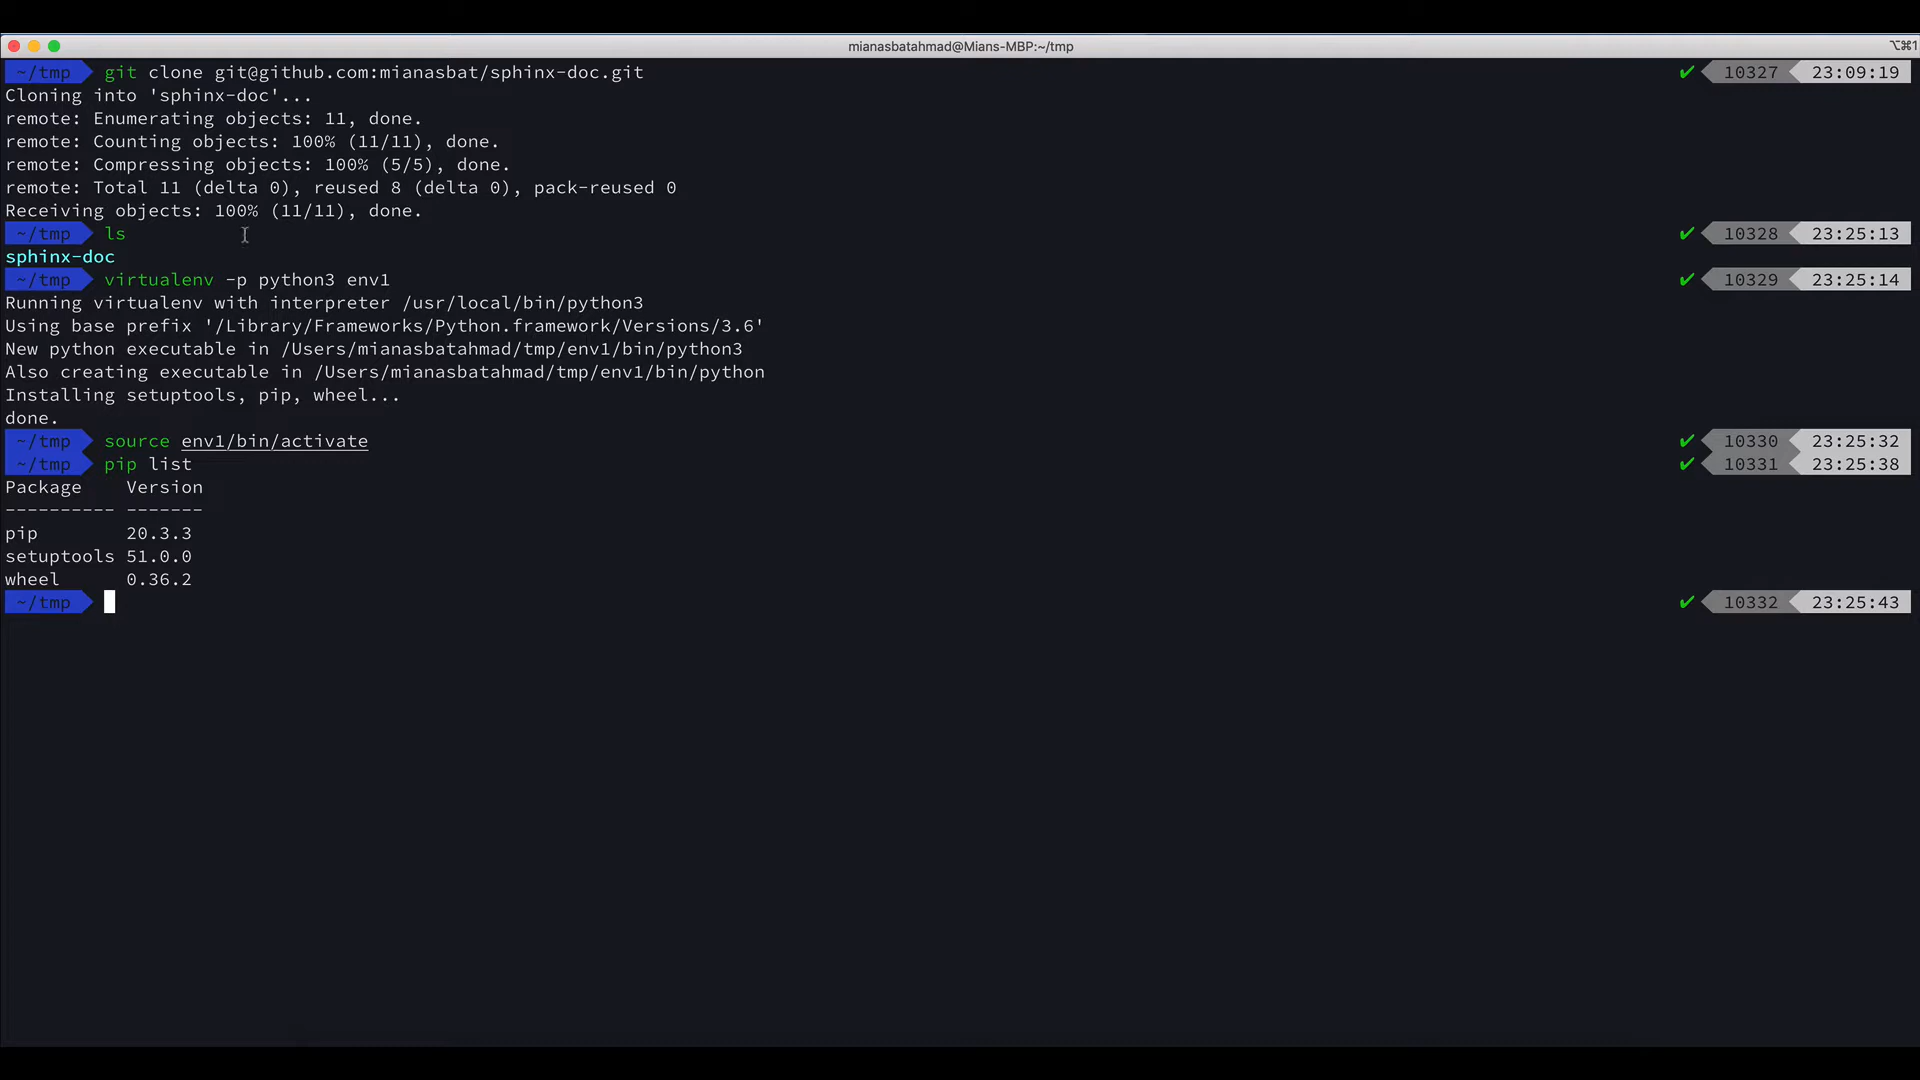 mianasbatahmad@Mians-MBP:~/tmp ⌥⌘1
~/tmp git clone git@github.com:mianasbat/sphinx-doc.git ✔ 10327 23:09:19
Cloning into 'sphinx-doc'...
remote: Enumerating objects: 11, done.
remote: Counting objects: 100% (11/11), done.
remote: Compressing objects: 100% (5/5), done.
remote: Total 11 (delta 0), reused 8 (delta 0), pack-reused 0
Receiving objects: 100% (11/11), done.
~/tmp ls ✔ 10328 23:25:13
sphinx-doc
~/tmp virtualenv -p python3 env1 ✔ 10329 23:25:14
Running virtualenv with interpreter /usr/local/bin/python3
Using base prefix '/Library/Frameworks/Python.framework/Versions/3.6'
New python executable in /Users/mianasbatahmad/tmp/env1/bin/python3
Also creating executable in /Users/mianasbatahmad/tmp/env1/bin/python
Installing setuptools, pip, wheel...
done.
~/tmp source env1/bin/activate ✔ 10330 23:25:32
~/tmp pip list ✔ 10331 23:25:38
Package    Version
---------- -------
pip        20.3.3
setuptools 51.0.0
wheel      0.36.2
~/tmp ✔ 10332 23:25:43